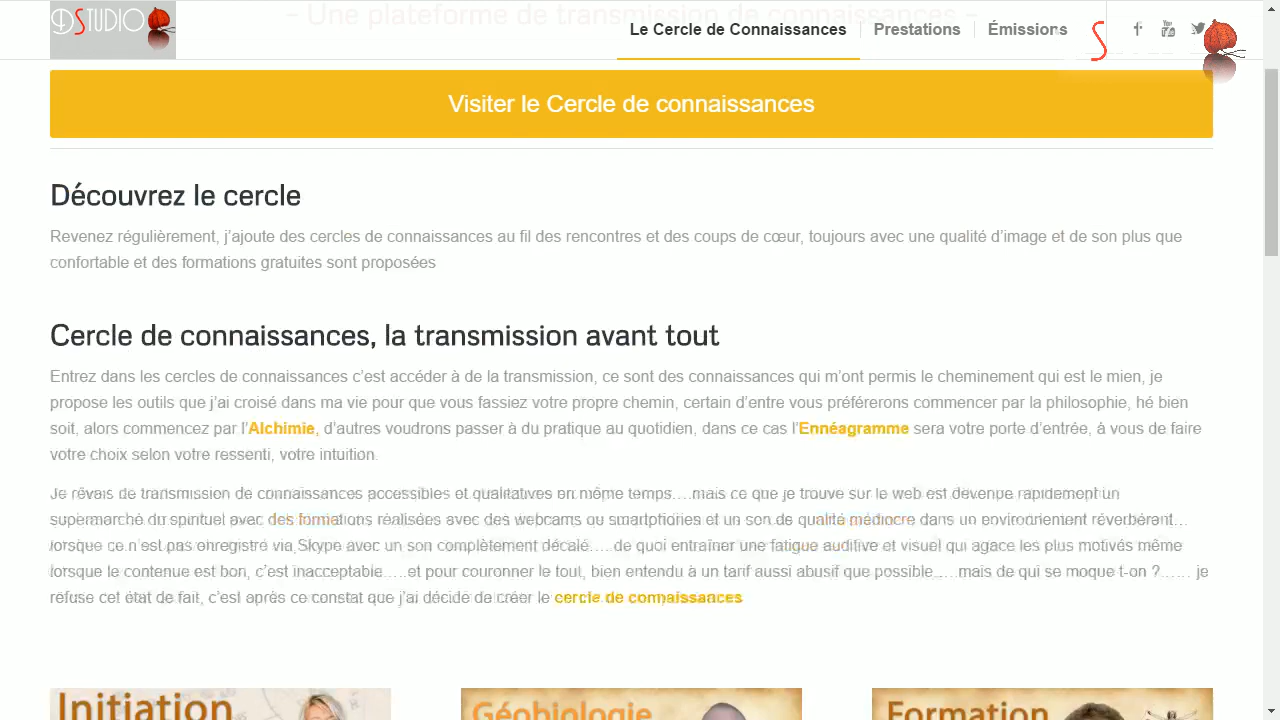 DSTUDIO
– Une plateforme de transmission de connaissances –
Le Cercle de Connaissances
Prestations
Émissions
S
Visiter le Cercle de connaissances
Découvrez le cercle
Revenez régulièrement, j’ajoute des cercles de connaissances au fil des rencontres et des coups de cœur, toujours avec une qualité d’image et de son plus que
confortable et des formations gratuites sont proposées
Cercle de connaissances, la transmission avant tout
Entrez dans les cercles de connaissances c’est accéder à de la transmission, ce sont des connaissances qui m’ont permis le cheminement qui est le mien, je
propose les outils que j’ai croisé dans ma vie pour que vous fassiez votre propre chemin, certain d’entre vous préférerons commencer par la philosophie, hé bien
soit, alors commencez par l’Alchimie, d’autres voudrons passer à du pratique au quotidien, dans ce cas l’Ennéagramme sera votre porte d’entrée, à vous de faire
votre choix selon votre ressenti, votre intuition.
Je rêvais de transmission de connaissances accessibles et qualitatives en même temps….mais ce que je trouve sur le web est devenue rapidement un
supermarché du spirituel avec des formations réalisées avec des webcams ou smartphones et un son de qualité médiocre dans un environnement réverbérant…
lorsque ce n’est pas enregistré via Skype avec un son complètement décalé…..de quoi entraîner une fatigue auditive et visuel qui agace les plus motivés même
lorsque le contenue est bon, c’est inacceptable…..et pour couronner le tout, bien entendu à un tarif aussi abusif que possible…..mais de qui se moque t-on ?…… je
refuse cet état de fait, c’est après ce constat que j’ai décidé de créer le cercle de connaissances
Initiation
Géobiologie
Formation